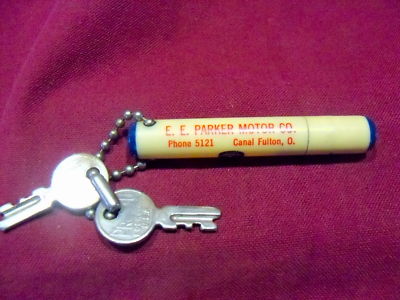 E. E. PARKER MOTOR CO.
Phone 5121 Canal Fulton, O.